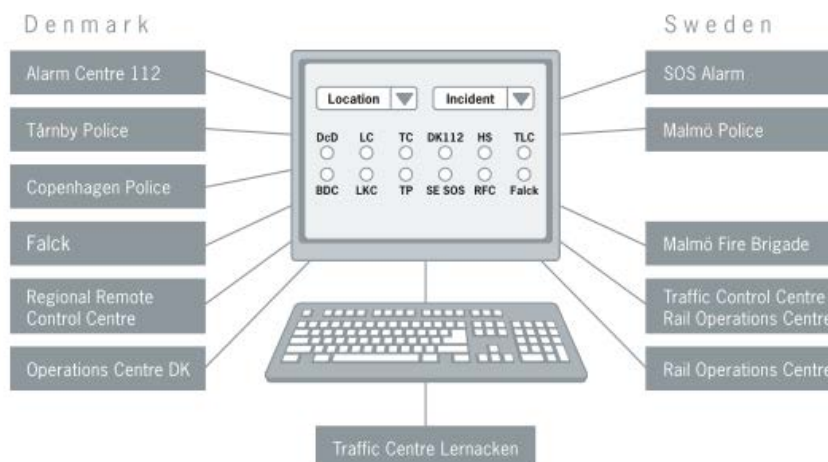 Denmark
Sweden
Alarm Centre 112
Tårnby Police
Copenhagen Police
Falck
Regional Remote
Control Centre
Operations Centre DK
Location
Incident
DcD LC TC DK112 HS TLC
BDC LKC TP SE SOS RFC Falck
SOS Alarm
Malmö Police
Malmö Fire Brigade
Traffic Control Centre
Rail Operations Centre
Rail Operations Centre
Traffic Centre Lernacken